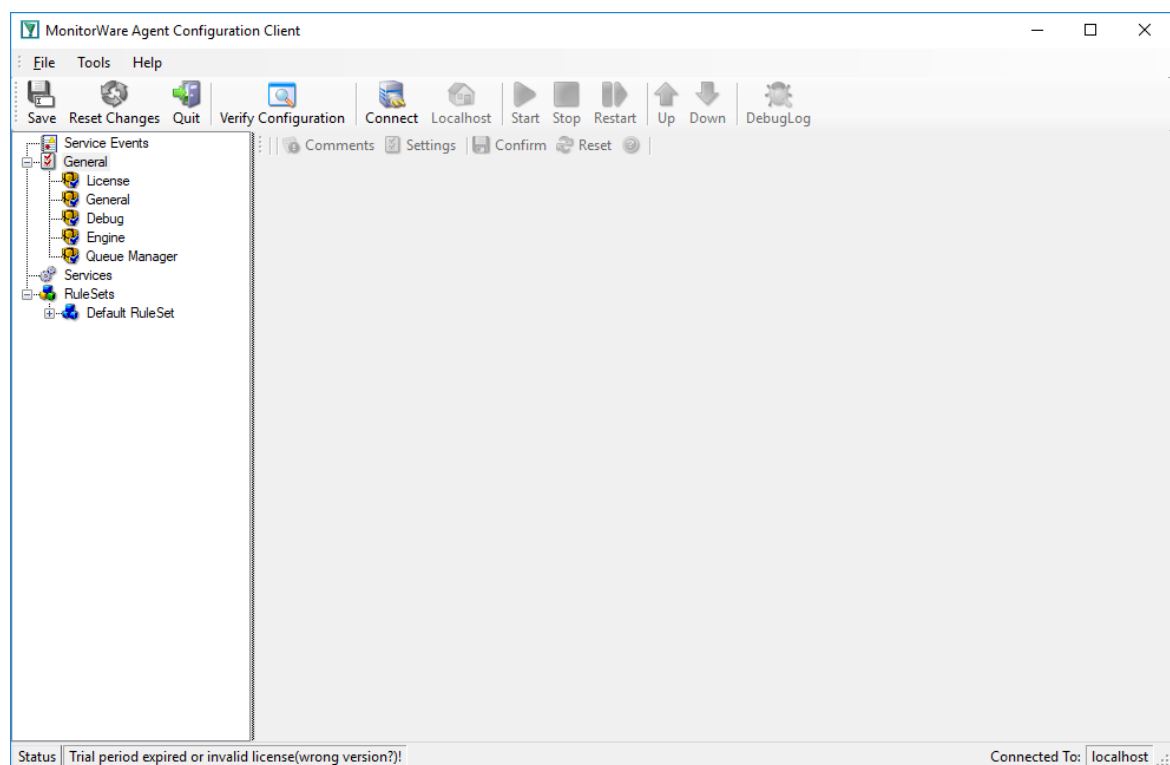 MonitorWare Agent Configuration Client
File Tools Help
Save Reset Changes Quit Verify Configuration Connect Localhost Start Stop Restart Up Down DebugLog
Comments Settings Confirm Reset
Service Events
General
License
General
Debug
Engine
Queue Manager
Services
RuleSets
Default RuleSet
Status Trial period expired or invalid license(wrong version?)! Connected To: localhost